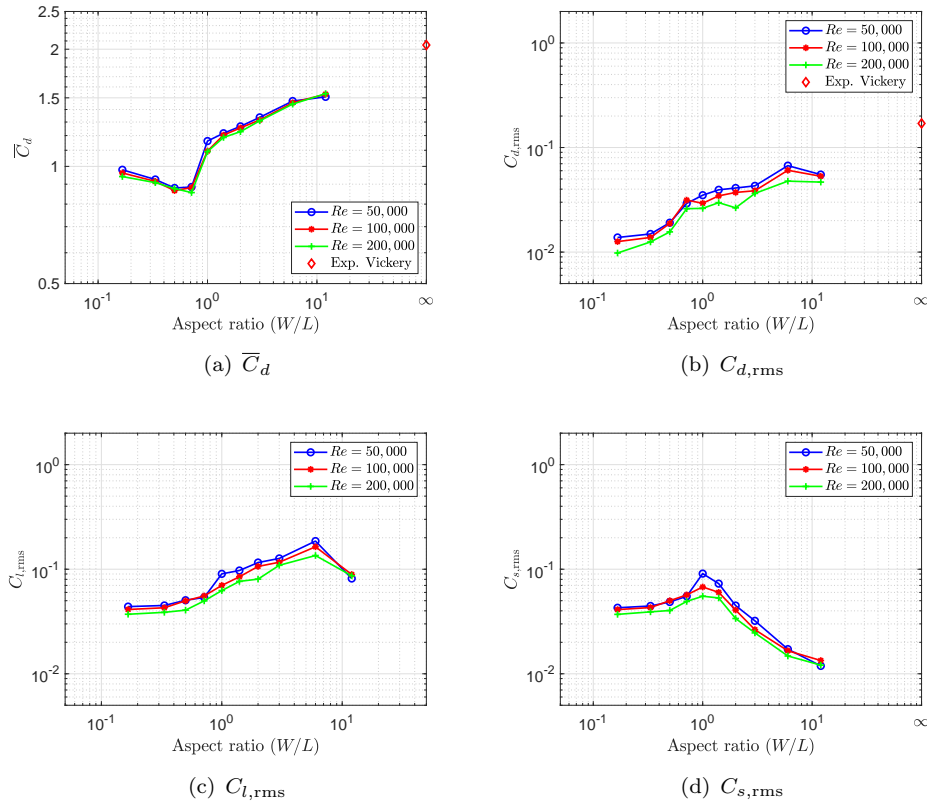 2.5
2
1.5
1
0.5
C̅_d
10^-1
10^0
10^1
∞
Aspect ratio (W/L)
Re = 50,000
Re = 100,000
Re = 200,000
Exp. Vickery
(a) C̅_d
10^0
10^-1
10^-2
C_d,rms
10^-1
10^0
10^1
∞
Aspect ratio (W/L)
Re = 50,000
Re = 100,000
Re = 200,000
Exp. Vickery
(b) C_d,rms
10^0
10^-1
10^-2
C_l,rms
10^-1
10^0
10^1
Aspect ratio (W/L)
Re = 50,000
Re = 100,000
Re = 200,000
(c) C_l,rms
10^0
10^-1
10^-2
C_s,rms
10^-1
10^0
10^1
∞
Aspect ratio (W/L)
Re = 50,000
Re = 100,000
Re = 200,000
(d) C_s,rms